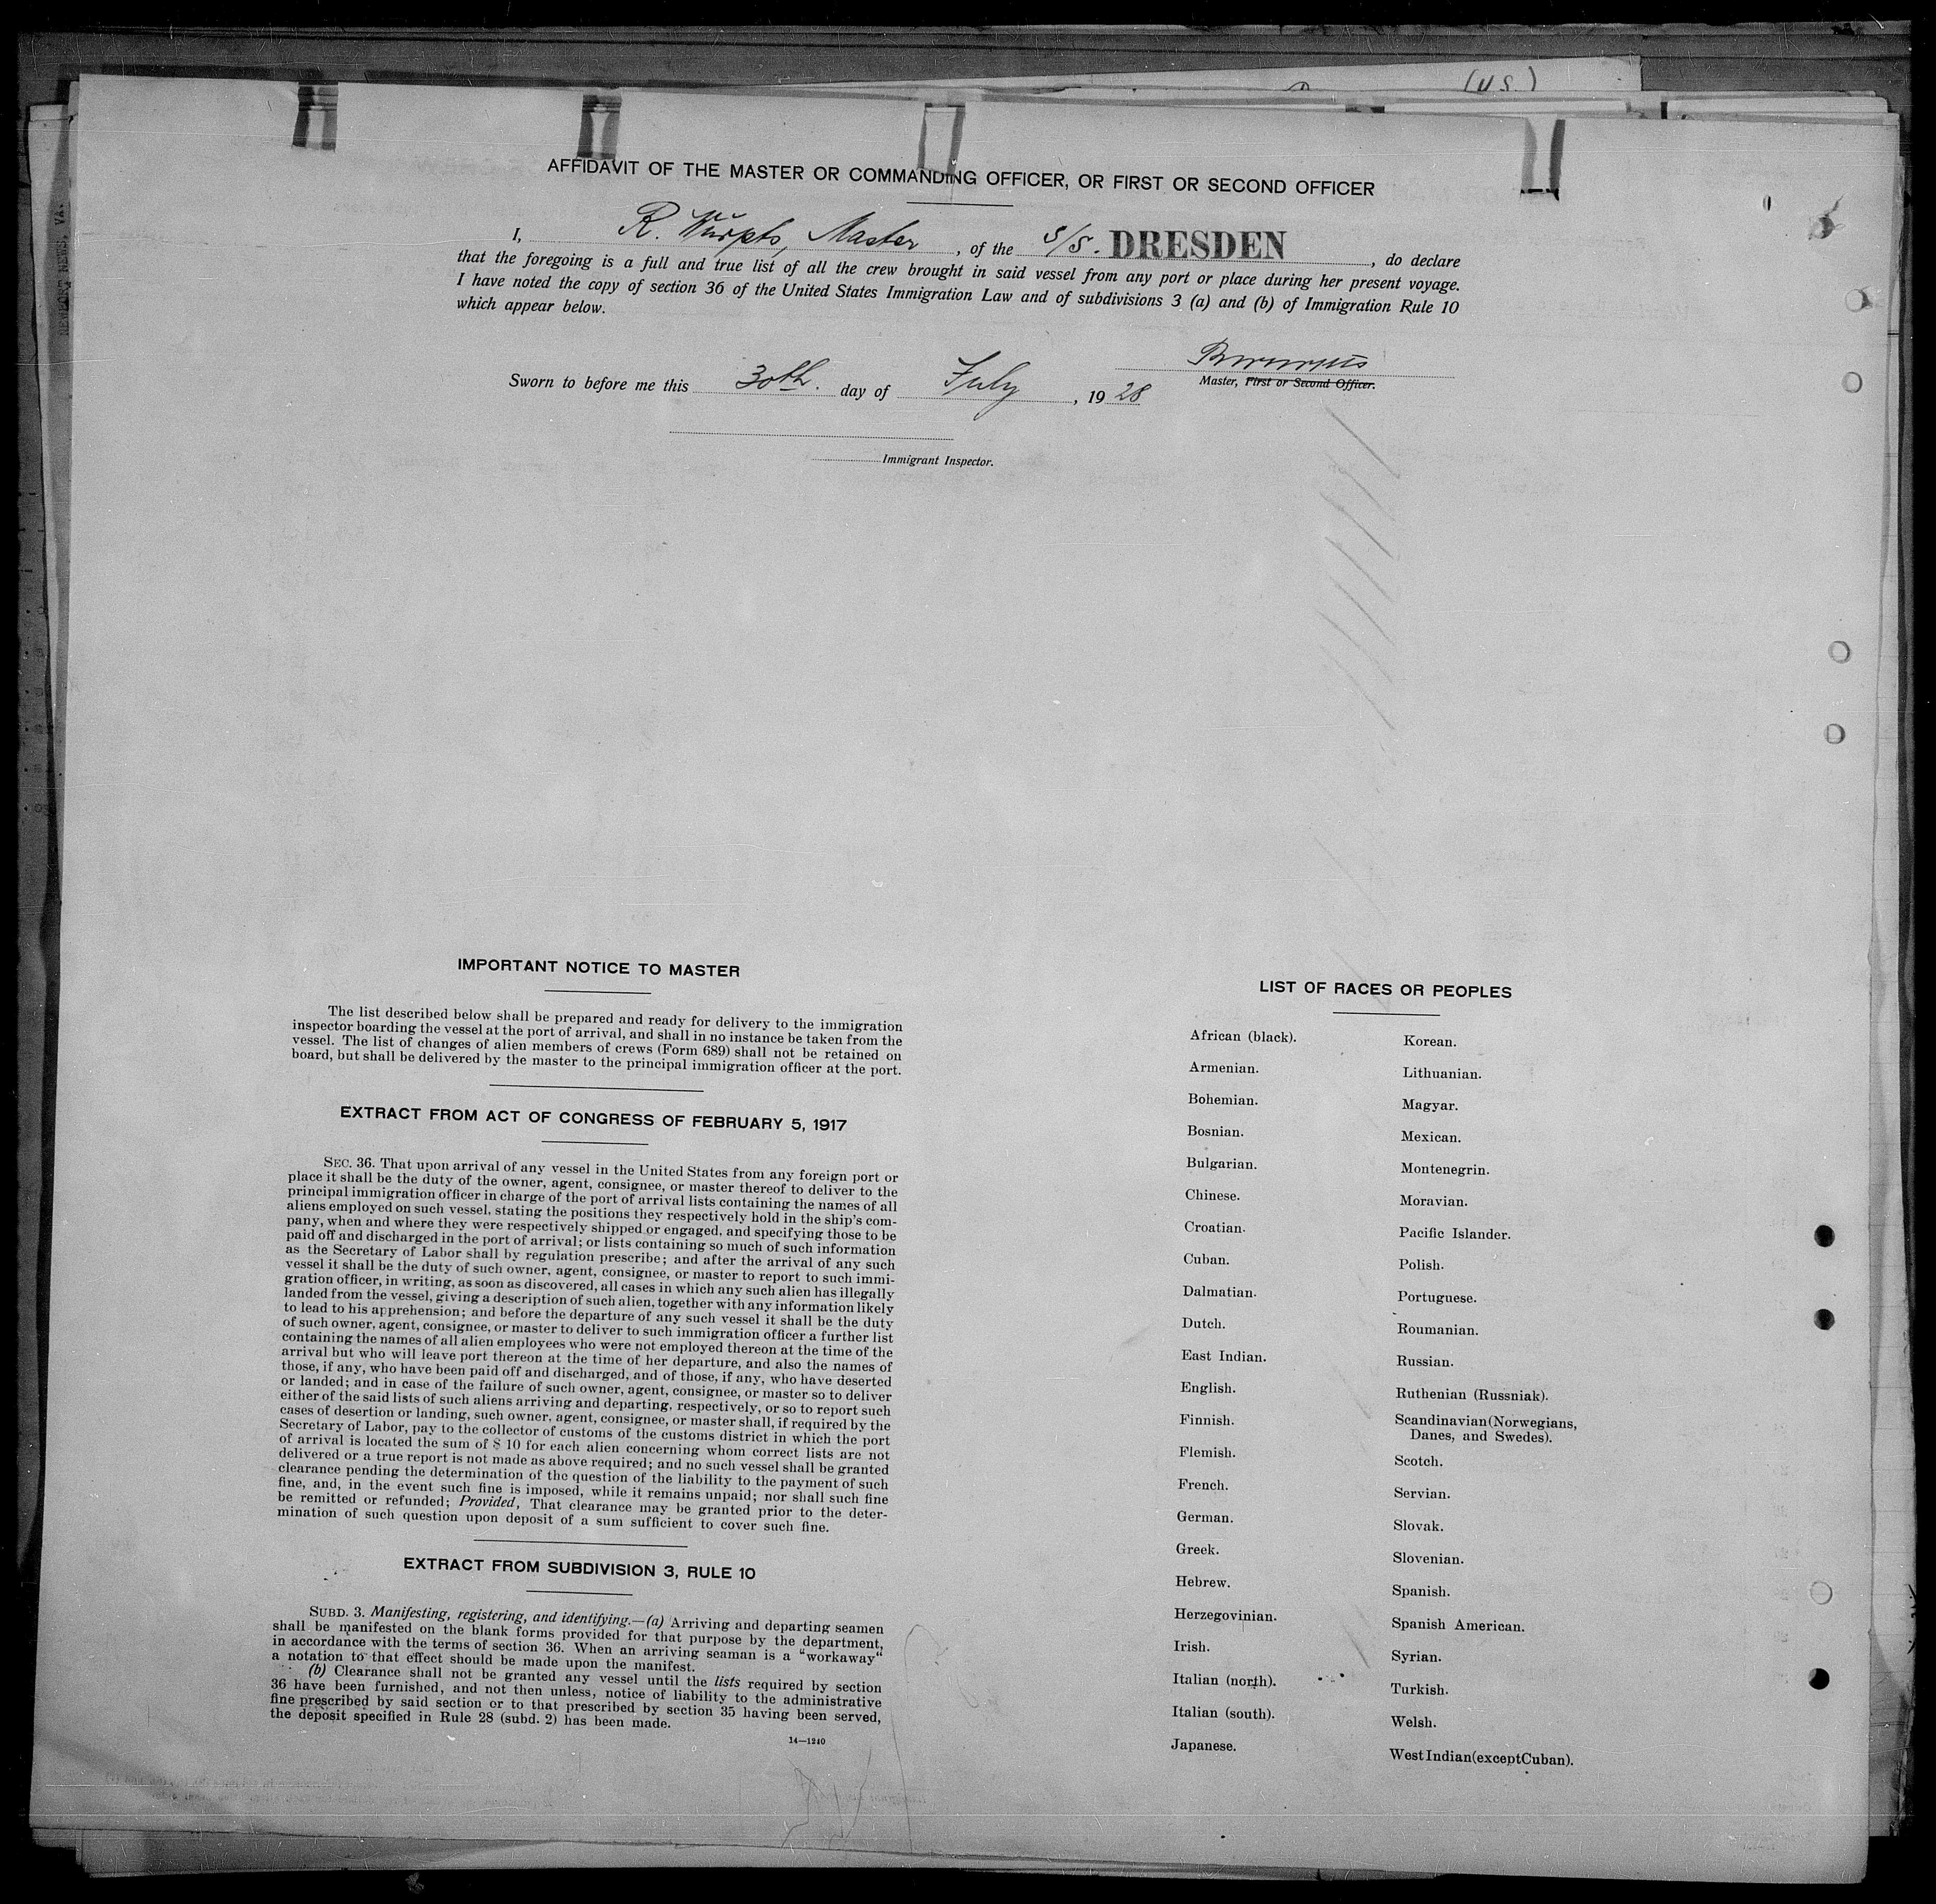 (U.S.)
NEWPORT NEWS, VA.
AFFIDAVIT OF THE MASTER OR COMMANDING OFFICER, OR FIRST OR SECOND OFFICER
I, R. Wurpts, Master, of the S/S. DRESDEN, do declare
that the foregoing is a full and true list of all the crew brought in said vessel from any port or place during her present voyage.
I have noted the copy of section 36 of the United States Immigration Law and of subdivisions 3 (a) and (b) of Immigration Rule 10
which appear below.
Master, First or Second Officer.
Sworn to before me this 30th. day of July, 1928
Immigrant Inspector.
IMPORTANT NOTICE TO MASTER
The list described below shall be prepared and ready for delivery to the immigration
inspector boarding the vessel at the port of arrival, and shall in no instance be taken from the
vessel. The list of changes of alien members of crews (Form 689) shall not be retained on
board, but shall be delivered by the master to the principal immigration officer at the port.
EXTRACT FROM ACT OF CONGRESS OF FEBRUARY 5, 1917
SEC. 36. That upon arrival of any vessel in the United States from any foreign port or
place it shall be the duty of the owner, agent, consignee, or master thereof to deliver to the
principal immigration officer in charge of the port of arrival lists containing the names of all
aliens employed on such vessel, stating the positions they respectively hold in the ship's com-
pany, when and where they were respectively shipped or engaged, and specifying those to be
paid off and discharged in the port of arrival; or lists containing so much of such information
as the Secretary of Labor shall by regulation prescribe; and after the arrival of any such
vessel it shall be the duty of such owner, agent, consignee, or master to report to such immi-
gration officer, in writing, as soon as discovered, all cases in which any such alien has illegally
landed from the vessel, giving a description of such alien, together with any information likely
to lead to his apprehension; and before the departure of any such vessel it shall be the duty
of such owner, agent, consignee, or master to deliver to such immigration officer a further list
containing the names of all alien employees who were not employed thereon at the time of the
arrival but who will leave port thereon at the time of her departure, and also the names of
those, if any, who have been paid off and discharged, and of those, if any, who have deserted
or landed; and in case of the failure of such owner, agent, consignee, or master so to deliver
either of the said lists of such aliens arriving and departing, respectively, or so to report such
cases of desertion or landing, such owner, agent, consignee, or master shall, if required by the
Secretary of Labor, pay to the collector of customs of the customs district in which the port
of arrival is located the sum of $ 10 for each alien concerning whom correct lists are not
delivered or a true report is not made as above required; and no such vessel shall be granted
clearance pending the determination of the question of the liability to the payment of such
fine, and, in the event such fine is imposed, while it remains unpaid; nor shall such fine
be remitted or refunded; Provided, That clearance may be granted prior to the deter-
mination of such question upon deposit of a sum sufficient to cover such fine.
EXTRACT FROM SUBDIVISION 3, RULE 10
SUBD. 3. Manifesting, registering, and identifying.—(a) Arriving and departing seamen
shall be manifested on the blank forms provided for that purpose by the department,
in accordance with the terms of section 36. When an arriving seaman is a "workaway"
a notation to that effect should be made upon the manifest.
(b) Clearance shall not be granted any vessel until the lists required by section
36 have been furnished, and not then unless, notice of liability to the administrative
fine prescribed by said section or to that prescribed by section 35 having been served,
the deposit specified in Rule 28 (subd. 2) has been made.
14—1240
LIST OF RACES OR PEOPLES
African (black).
Armenian.
Bohemian.
Bosnian.
Bulgarian.
Chinese.
Croatian.
Cuban.
Dalmatian.
Dutch.
East Indian.
English.
Finnish.
Flemish.
French.
German.
Greek.
Hebrew.
Herzegovinian.
Irish.
Italian (north).
Italian (south).
Japanese.
Korean.
Lithuanian.
Magyar.
Mexican.
Montenegrin.
Moravian.
Pacific Islander.
Polish.
Portuguese.
Roumanian.
Russian.
Ruthenian (Russniak).
Scandinavian (Norwegians,
Danes, and Swedes).
Scotch.
Servian.
Slovak.
Slovenian.
Spanish.
Spanish American.
Syrian.
Turkish.
Welsh.
West Indian (except Cuban).